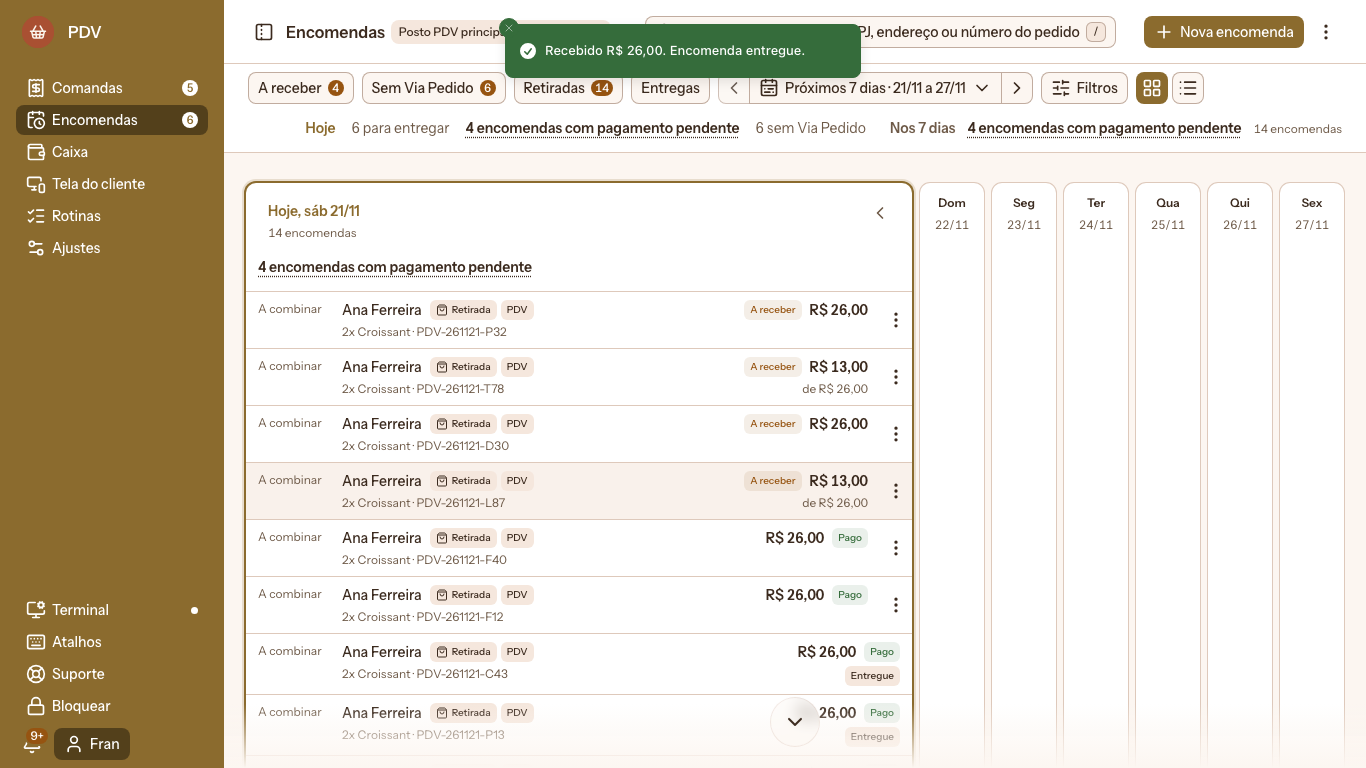 PDV
Comandas 5
Encomendas 6
Caixa
Tela do cliente
Rotinas
Ajustes
Terminal
Atalhos
Suporte
Bloquear
9+
Fran
Encomendas
Posto PDV
Recebido R$ 26,00. Encomenda entregue.
endereço ou número do pedido /
Nova encomenda
A receber 4
Sem Via Pedido 6
Retiradas 14
Entregas
Próximos 7 dias · 21/11 a 27/11
Filtros
Hoje 6 para entregar 4 encomendas com pagamento pendente 6 sem Via Pedido Nos 7 dias 4 encomendas com pagamento pendente 14 encomendas
Hoje, sáb 21/11
14 encomendas
4 encomendas com pagamento pendente
A combinar Ana Ferreira Retirada PDV A receber R$ 26,00
2x Croissant · PDV-261121-P32
A combinar Ana Ferreira Retirada PDV A receber R$ 13,00
2x Croissant · PDV-261121-T78 de R$ 26,00
A combinar Ana Ferreira Retirada PDV A receber R$ 26,00
2x Croissant · PDV-261121-D30
A combinar Ana Ferreira Retirada PDV A receber R$ 13,00
2x Croissant · PDV-261121-L87 de R$ 26,00
A combinar Ana Ferreira Retirada PDV R$ 26,00 Pago
2x Croissant · PDV-261121-F40
A combinar Ana Ferreira Retirada PDV R$ 26,00 Pago
2x Croissant · PDV-261121-F12
A combinar Ana Ferreira Retirada PDV R$ 26,00 Pago
2x Croissant · PDV-261121-C43 Entregue
A combinar Ana Ferreira Retirada PDV 26,00 Pago
2x Croissant · PDV-261121-P13 Entregue
Dom
22/11
Seg
23/11
Ter
24/11
Qua
25/11
Qui
26/11
Sex
27/11